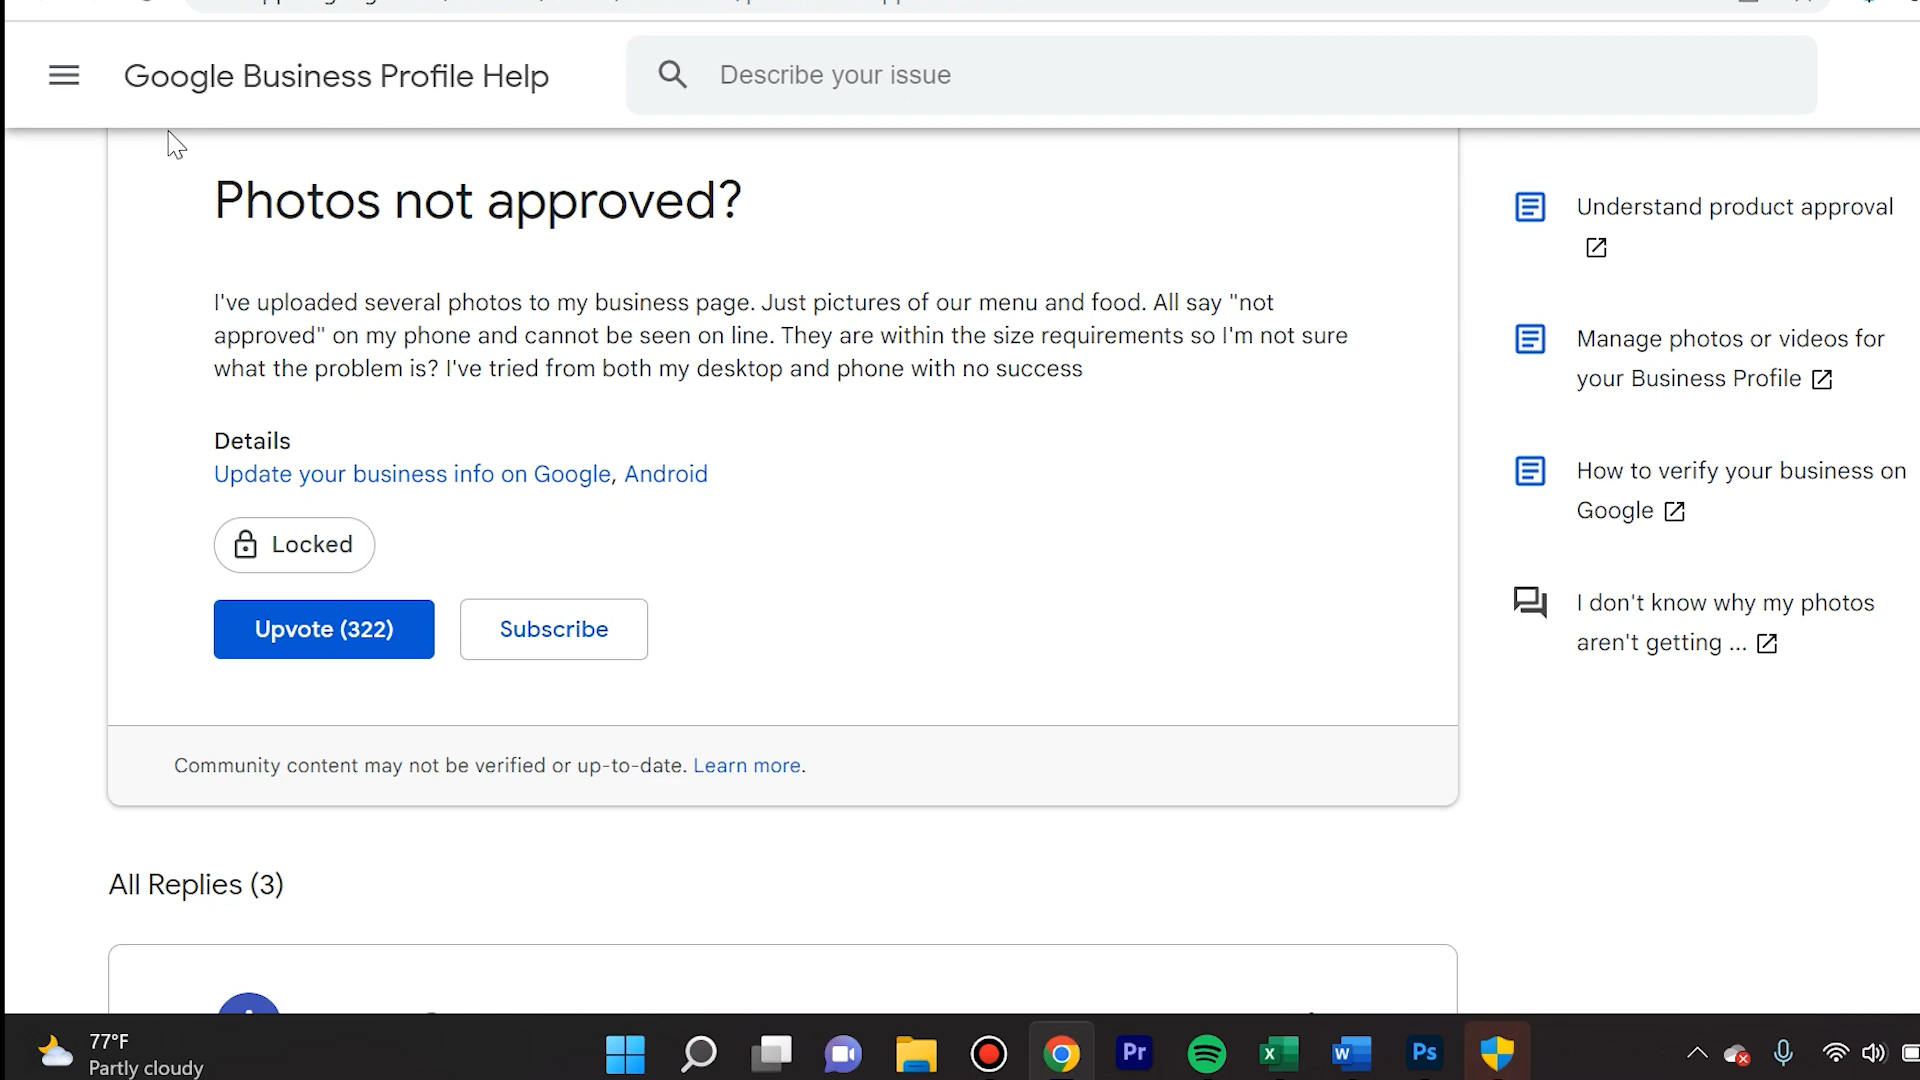 Google Business Profile Help
Describe your issue
Photos not approved?
I've uploaded several photos to my business page. Just pictures of our menu and food. All say "not
approved" on my phone and cannot be seen on line. They are within the size requirements so I'm not sure
what the problem is? I've tried from both my desktop and phone with no success
Details
Update your business info on Google, Android
Locked
Upvote (322)
Subscribe
Community content may not be verified or up-to-date. Learn more.
All Replies (3)
Understand product approval
Manage photos or videos for
your Business Profile
How to verify your business on
Google
I don't know why my photos
aren't getting ...
77°F
Partly cloudy
Pr
X
W
Ps